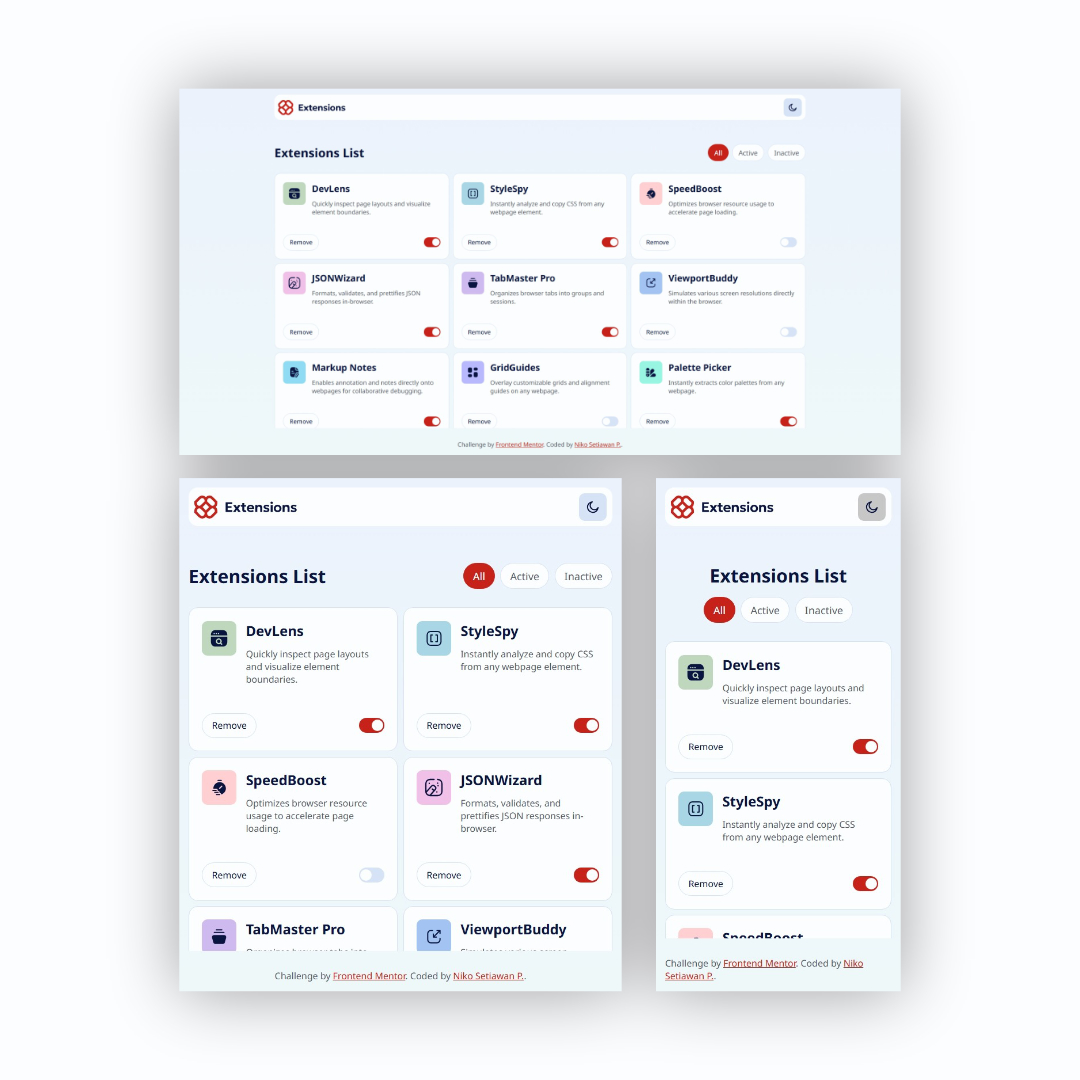 Extensions
Extensions List
All Active Inactive
DevLens
Quickly inspect page layouts and visualize
element boundaries.
Remove
StyleSpy
Instantly analyze and copy CSS from any
webpage element.
Remove
SpeedBoost
Optimizes browser resource usage to
accelerate page loading.
Remove
JSONWizard
Formats, validates, and prettifies JSON
responses in-browser.
Remove
TabMaster Pro
Organizes browser tabs into groups and
sessions.
Remove
ViewportBuddy
Simulates various screen resolutions directly
within the browser.
Remove
Markup Notes
Enables annotation and notes directly onto
webpages for collaborative debugging.
Remove
GridGuides
Overlay customizable grids and alignment
guides on any webpage.
Remove
Palette Picker
Instantly extracts color palettes from any
webpage.
Remove
Challenge by Frontend Mentor. Coded by Niko Setiawan P..
Extensions
Extensions List
All Active Inactive
DevLens
Quickly inspect page layouts
and visualize element
boundaries.
Remove
StyleSpy
Instantly analyze and copy CSS
from any webpage element.
Remove
SpeedBoost
Optimizes browser resource
usage to accelerate page
loading.
Remove
JSONWizard
Formats, validates, and
prettifies JSON responses in-
browser.
Remove
TabMaster Pro
ViewportBuddy
Challenge by Frontend Mentor. Coded by Niko Setiawan P..
Extensions
Extensions List
All Active Inactive
DevLens
Quickly inspect page layouts and
visualize element boundaries.
Remove
StyleSpy
Instantly analyze and copy CSS
from any webpage element.
Remove
SpeedBoost
Challenge by Frontend Mentor. Coded by Niko
Setiawan P..